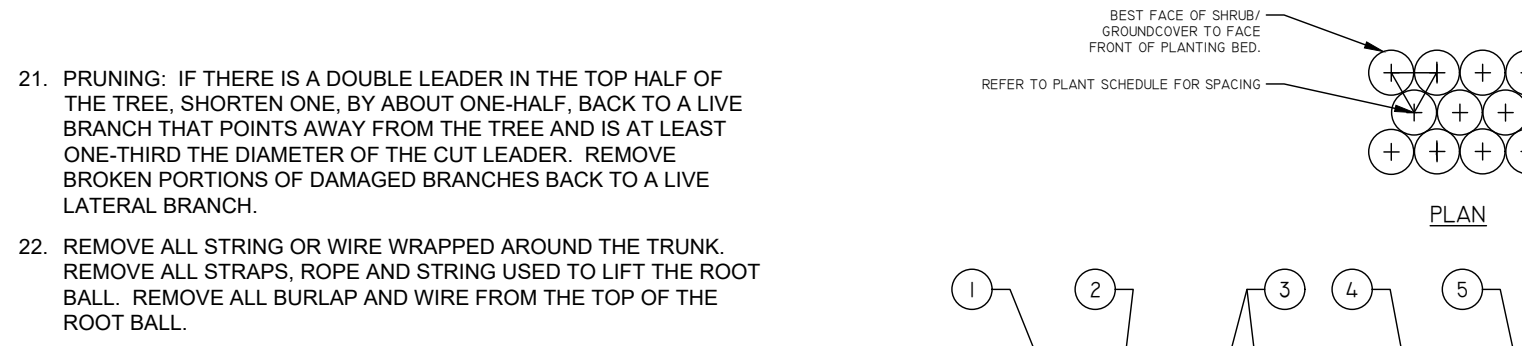 21. PRUNING: IF THERE IS A DOUBLE LEADER IN THE TOP HALF OF
THE TREE, SHORTEN ONE, BY ABOUT ONE-HALF, BACK TO A LIVE
BRANCH THAT POINTS AWAY FROM THE TREE AND IS AT LEAST
ONE-THIRD THE DIAMETER OF THE CUT LEADER. REMOVE
BROKEN PORTIONS OF DAMAGED BRANCHES BACK TO A LIVE
LATERAL BRANCH.
22. REMOVE ALL STRING OR WIRE WRAPPED AROUND THE TRUNK.
REMOVE ALL STRAPS, ROPE AND STRING USED TO LIFT THE ROOT
BALL. REMOVE ALL BURLAP AND WIRE FROM THE TOP OF THE
ROOT BALL.
BEST FACE OF SHRUB/
GROUNDCOVER TO FACE
FRONT OF PLANTING BED.
REFER TO PLANT SCHEDULE FOR SPACING
PLAN
1 2 3 4 5